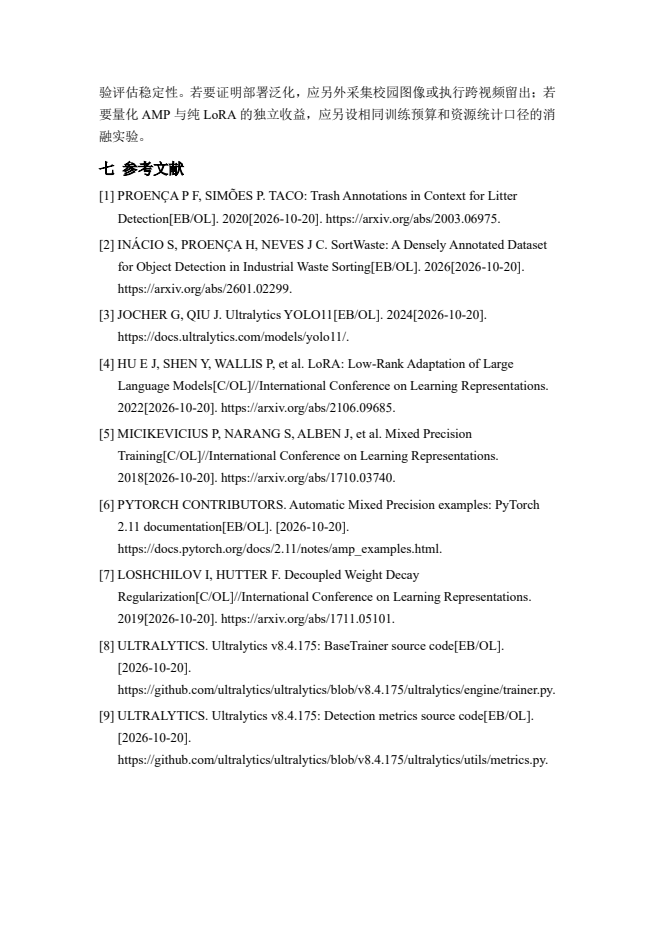 验评估稳定性。若要证明部署泛化，应另外采集校园图像或执行跨视频留出；若
要量化 AMP 与纯 LoRA 的独立收益，应另设相同训练预算和资源统计口径的消
融实验。
七 参考文献
[1] PROENÇA P F, SIMÕES P. TACO: Trash Annotations in Context for Litter
Detection[EB/OL]. 2020[2026-10-20]. https://arxiv.org/abs/2003.06975.
[2] INÁCIO S, PROENÇA H, NEVES J C. SortWaste: A Densely Annotated Dataset
for Object Detection in Industrial Waste Sorting[EB/OL]. 2026[2026-10-20].
https://arxiv.org/abs/2601.02299.
[3] JOCHER G, QIU J. Ultralytics YOLO11[EB/OL]. 2024[2026-10-20].
https://docs.ultralytics.com/models/yolo11/.
[4] HU E J, SHEN Y, WALLIS P, et al. LoRA: Low-Rank Adaptation of Large
Language Models[C/OL]//International Conference on Learning Representations.
2022[2026-10-20]. https://arxiv.org/abs/2106.09685.
[5] MICIKEVICIUS P, NARANG S, ALBEN J, et al. Mixed Precision
Training[C/OL]//International Conference on Learning Representations.
2018[2026-10-20]. https://arxiv.org/abs/1710.03740.
[6] PYTORCH CONTRIBUTORS. Automatic Mixed Precision examples: PyTorch
2.11 documentation[EB/OL]. [2026-10-20].
https://docs.pytorch.org/docs/2.11/notes/amp_examples.html.
[7] LOSHCHILOV I, HUTTER F. Decoupled Weight Decay
Regularization[C/OL]//International Conference on Learning Representations.
2019[2026-10-20]. https://arxiv.org/abs/1711.05101.
[8] ULTRALYTICS. Ultralytics v8.4.175: BaseTrainer source code[EB/OL].
[2026-10-20].
https://github.com/ultralytics/ultralytics/blob/v8.4.175/ultralytics/engine/trainer.py.
[9] ULTRALYTICS. Ultralytics v8.4.175: Detection metrics source code[EB/OL].
[2026-10-20].
https://github.com/ultralytics/ultralytics/blob/v8.4.175/ultralytics/utils/metrics.py.